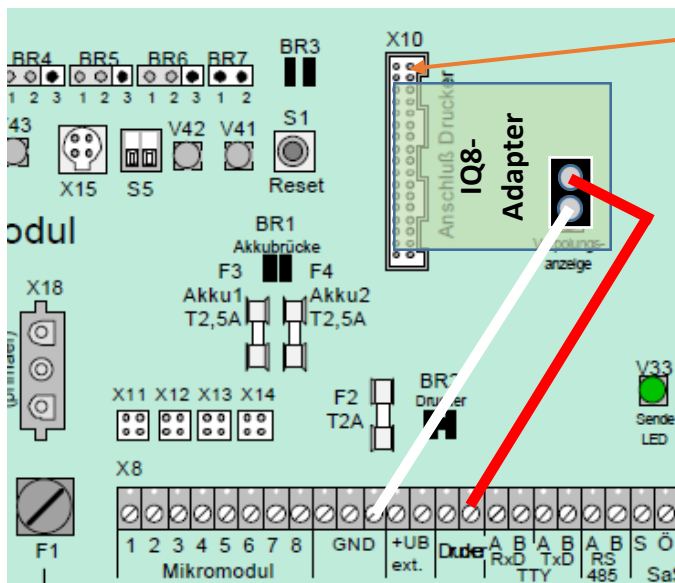 BR4 BR5 BR6 BR7
BR3
X10
1 2 3 1 2 3 1 2 3 1 2
V43
V42 V41 S1
X15 S5
Reset
Anschluß Drucker
IQ8-
Adapter
odul
BR1
Akkubrücke
anzeige
F3 F4
X18
Akku1 Akku2
T2,5A T2,5A
X11 X12 X13 X14
F2
T2A
BR2
Drucker
V33
Sende
LED
X8
F1
1 2 3 4 5 6 7 8 GND +UB Drucker A B A B A B S Ö
ext. RxD TxD RS
Mikromodul TTY 485 SaS